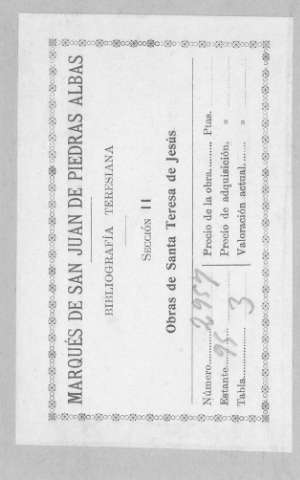 MARQUÉS DE SAN JUAN DE PIEDRAS ALBAS
BIBLIOGRAFÍA TERESIANA
SECCIÓN II
Obras de Santa Teresa de Jesús
Número.......... 2957 Precio de la obra.......... Ptas.
Estante.......... 95 Precio de adquisición. »
Tabla.......... 3 Valoración actual....... »